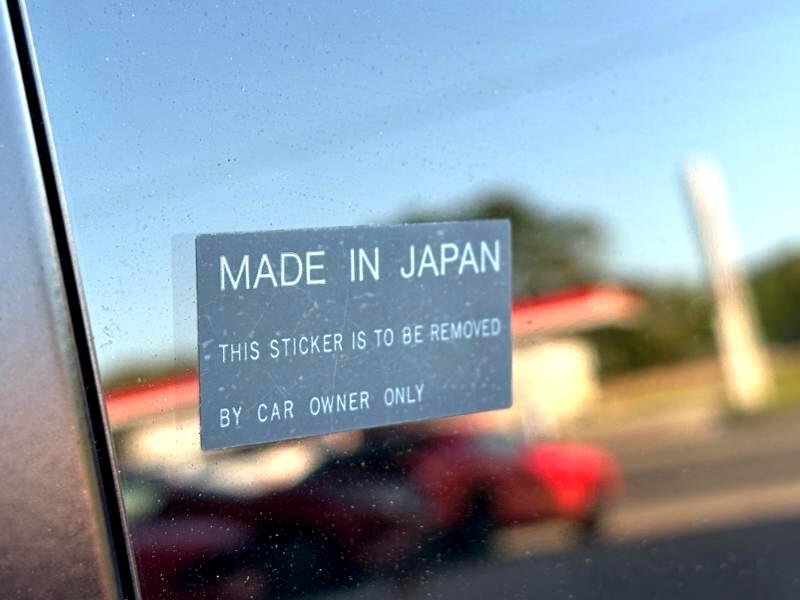 MADE IN JAPAN
THIS STICKER IS TO BE REMOVED
BY CAR OWNER ONLY